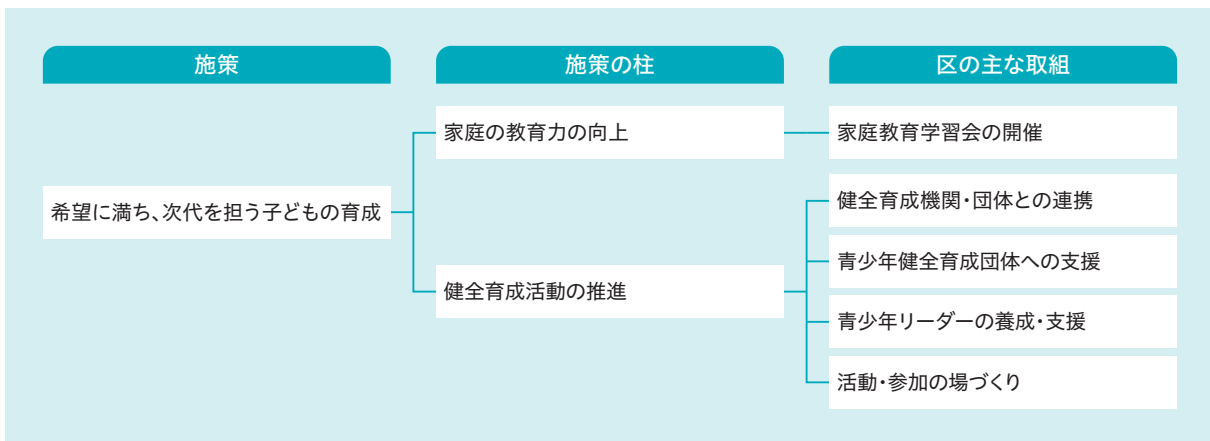 施策
施策の柱
区の主な取組
希望に満ち、次代を担う子どもの育成
家庭の教育力の向上
家庭教育学習会の開催
健全育成活動の推進
健全育成機関・団体との連携
青少年健全育成団体への支援
青少年リーダーの養成・支援
活動・参加の場づくり